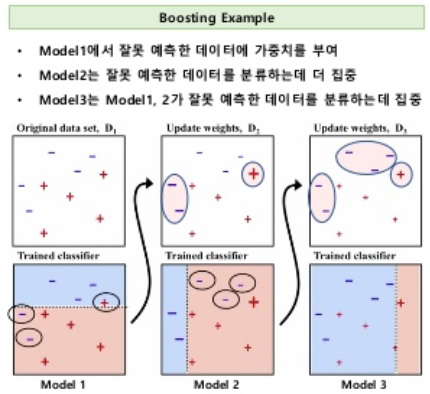 Boosting Example
• Model1에서 잘못 예측한 데이터에 가중치를 부여
• Model2는 잘못 예측한 데이터를 분류하는데 더 집중
• Model3는 Model1, 2가 잘못 예측한 데이터를 분류하는데 집중
Original data set, D₁
Update weights, D₂
Update weights, D₃
Trained classifier
Trained classifier
Trained classifier
Model 1
Model 2
Model 3